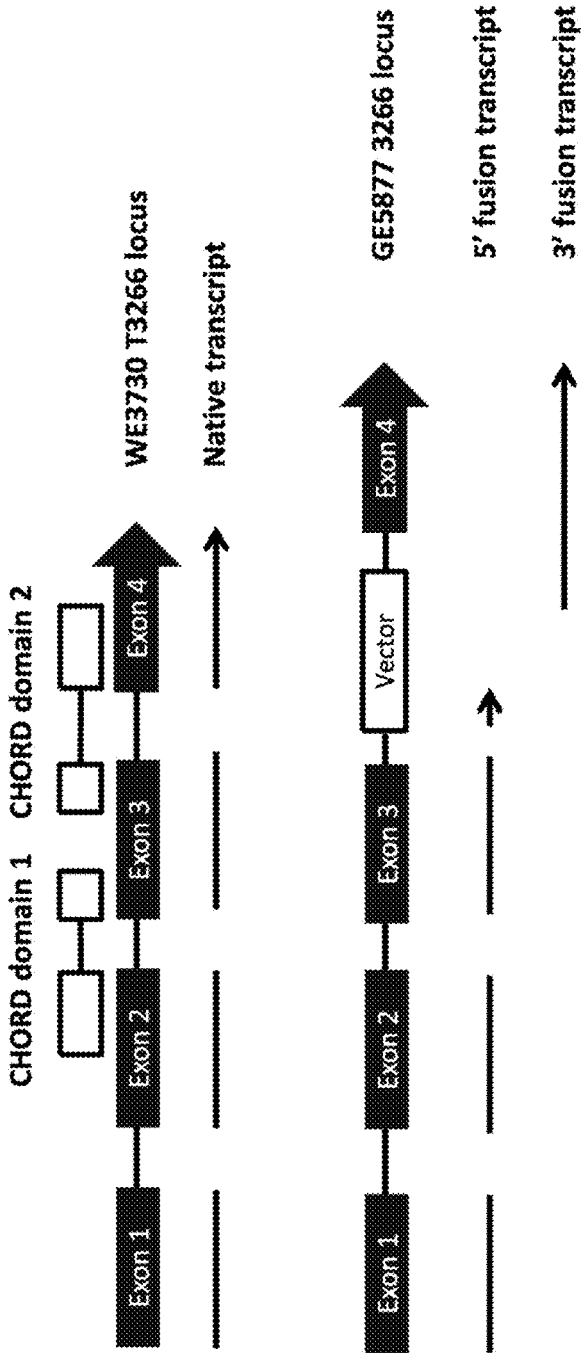 CHORD domain 1
CHORD domain 2
Exon 1
Exon 2
Exon 3
Exon 4
WE3730 T3266 locus
Native transcript
Exon 1
Exon 2
Exon 3
Vector
Exon 4
GE5877 3266 locus
5' fusion transcript
3' fusion transcript